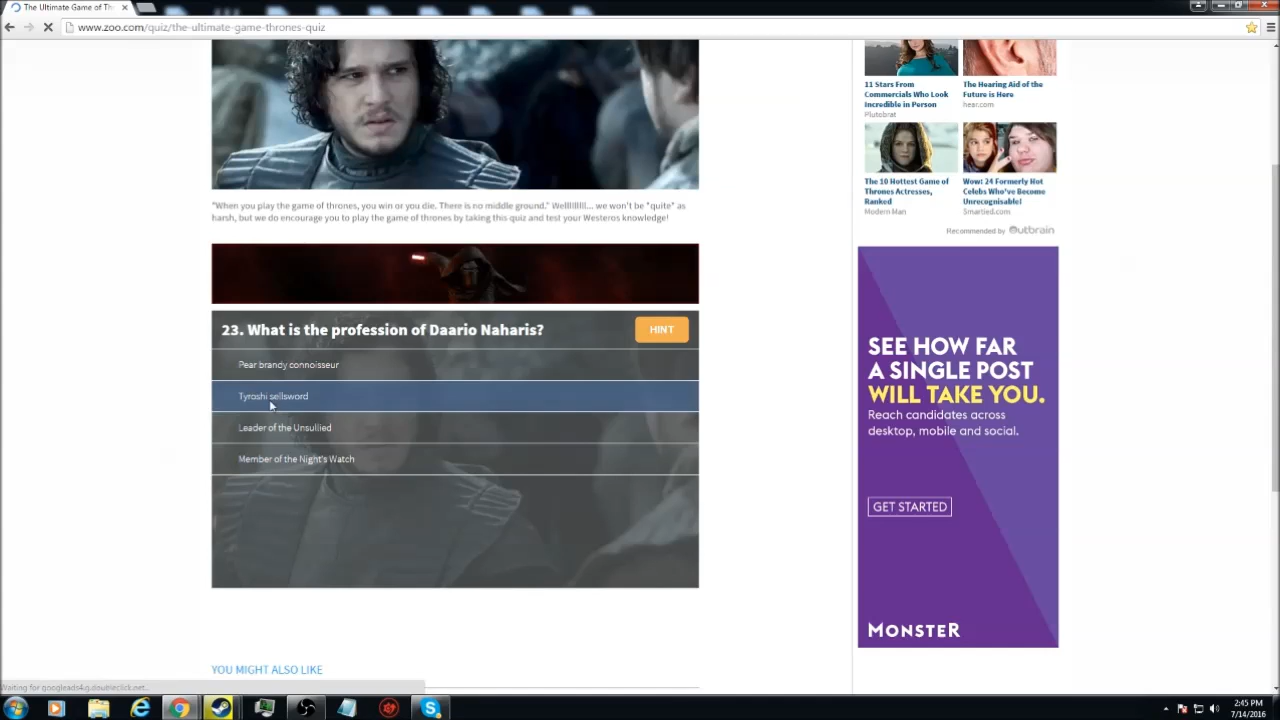 The Ultimate Game of Th
www.zoo.com/quiz/the-ultimate-game-thrones-quiz
11 Stars From
Commercials Who Look
Incredible in Person
Plutobrat
The Hearing Aid of the
Future is Here
hear.com
The 10 Hottest Game of
Thrones Actresses,
Ranked
Modern Man
Wow! 24 Formerly Hot
Celebs Who've Become
Unrecognisable!
Smartied.com
Recommended by Outbrain
"When you play the game of thrones, you win or you die. There is no middle ground." Wellllllll... we won't be "quite" as
harsh, but we do encourage you to play the game of thrones by taking this quiz and test your Westeros knowledge!
23. What is the profession of Daario Naharis?
HINT
Pear brandy connoisseur
Tyroshi sellsword
Leader of the Unsullied
Member of the Night's Watch
SEE HOW FAR
A SINGLE POST
WILL TAKE YOU.
Reach candidates across
desktop, mobile and social.
GET STARTED
MONSTER
YOU MIGHT ALSO LIKE
Waiting for googleads4.g.doubleclick.net...
2:45 PM
7/14/2016